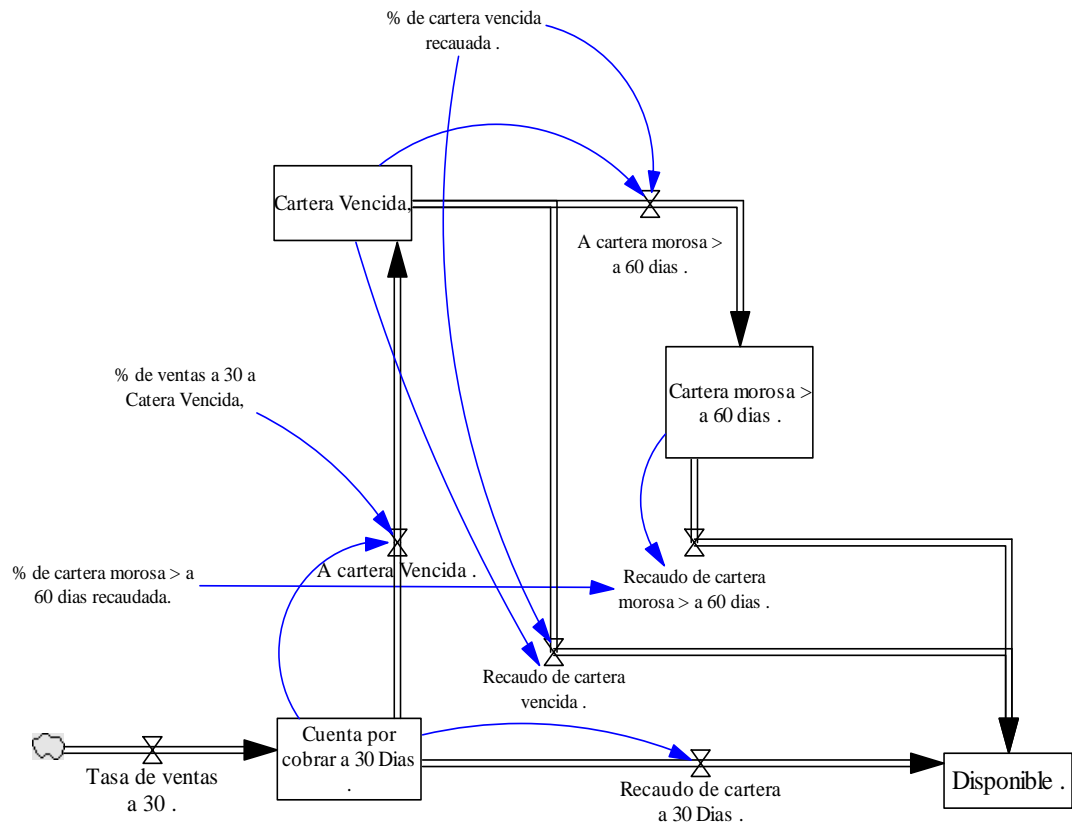 % de cartera vencida
recauada .
Cartera Vencida,
A cartera morosa >
a 60 dias .
% de ventas a 30 a
Catera Vencida,
Cartera morosa >
a 60 dias .
A cartera Vencida .
% de cartera morosa > a
60 dias recaudada.
Recaudo de cartera
morosa > a 60 dias .
Recaudo de cartera
vencida .
Cuenta por
cobrar a 30 Dias
.
Tasa de ventas
a 30 .
Recaudo de cartera
a 30 Dias .
Disponible .